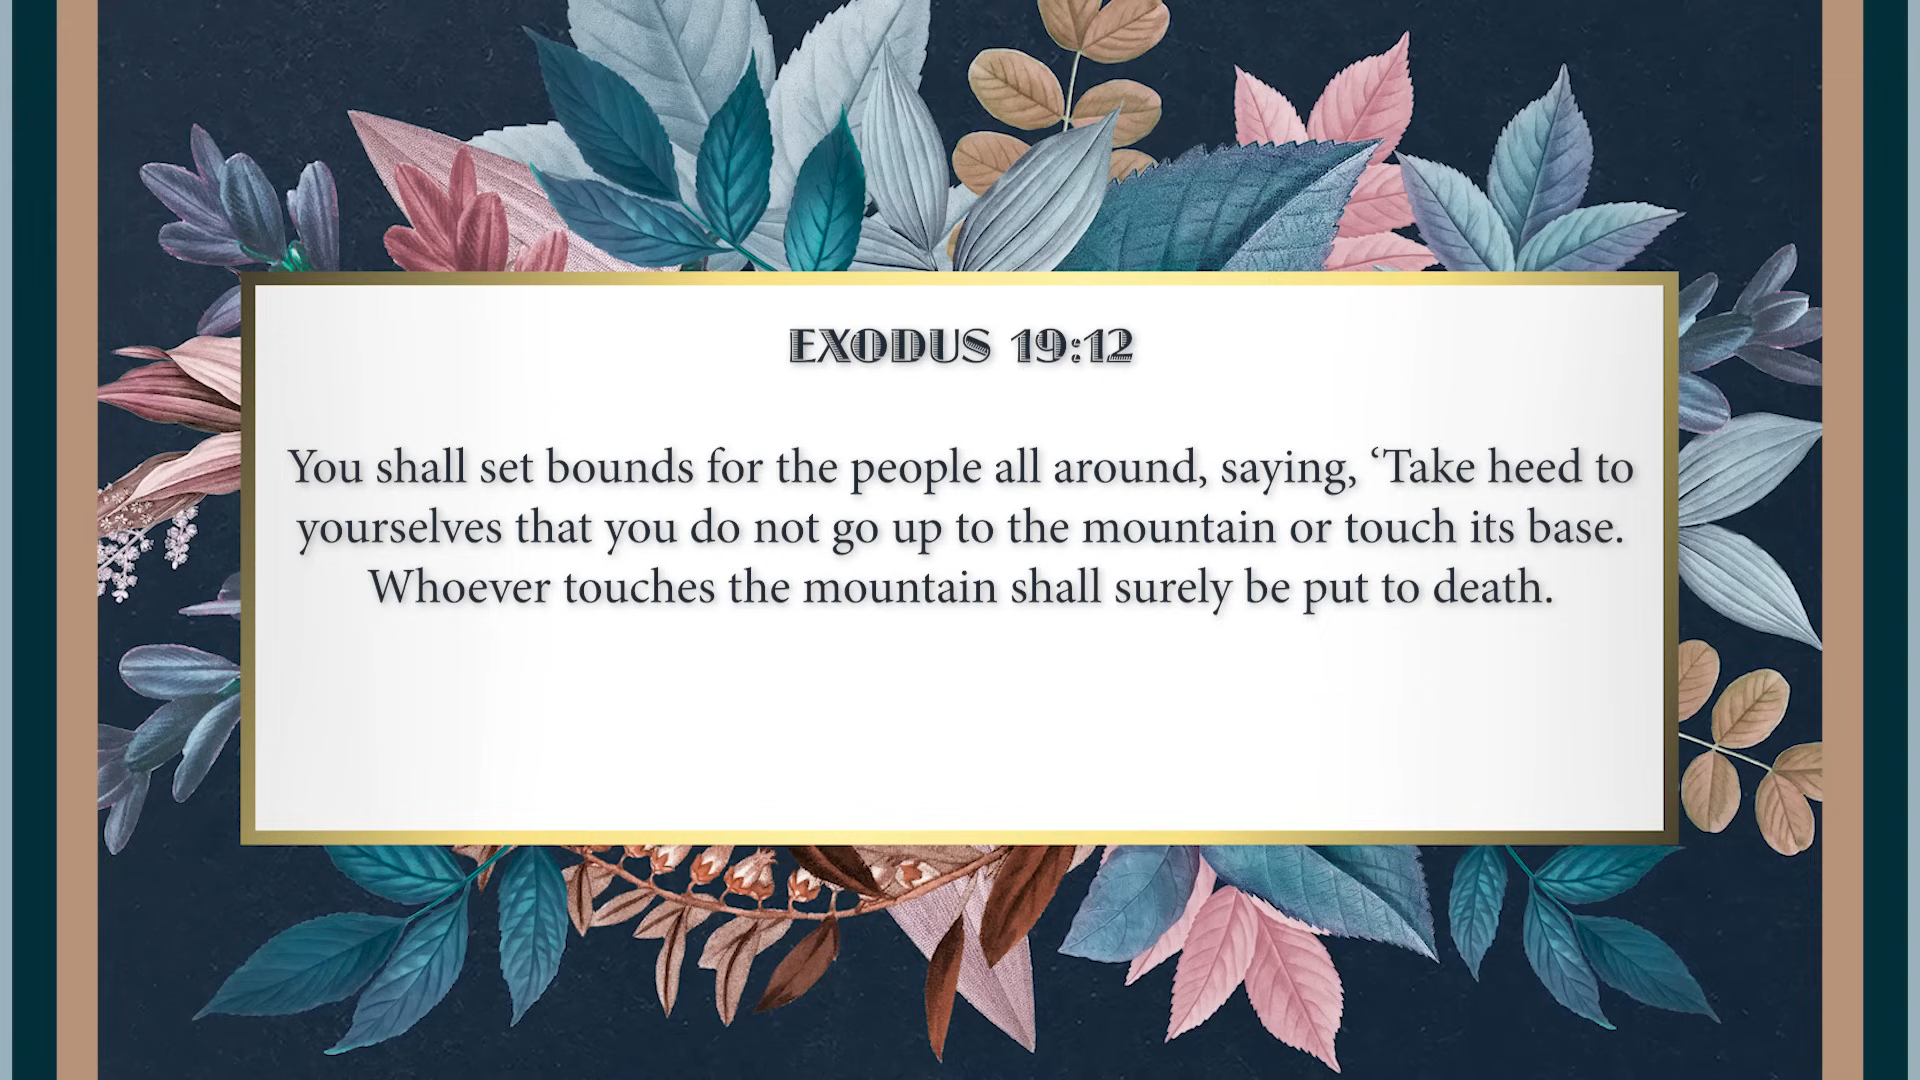 EXODUS 19:12
You shall set bounds for the people all around, saying, ‘Take heed to
yourselves that you do not go up to the mountain or touch its base.
Whoever touches the mountain shall surely be put to death.